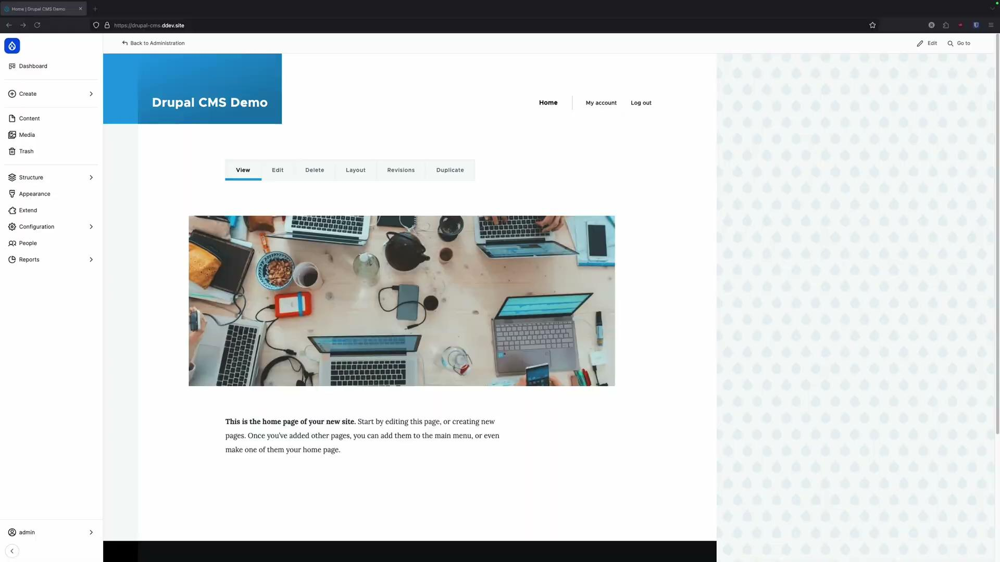 Home | Drupal CMS Demo
https://drupal-cms.ddev.site
Back to Administration
Edit
Go to
Dashboard
Create
Content
Media
Trash
Structure
Appearance
Extend
Configuration
People
Reports
admin
Drupal CMS Demo
Home
My account
Log out
View
Edit
Delete
Layout
Revisions
Duplicate
This is the home page of your new site. Start by editing this page, or creating new
pages. Once you’ve added other pages, you can add them to the main menu, or even
make one of them your home page.